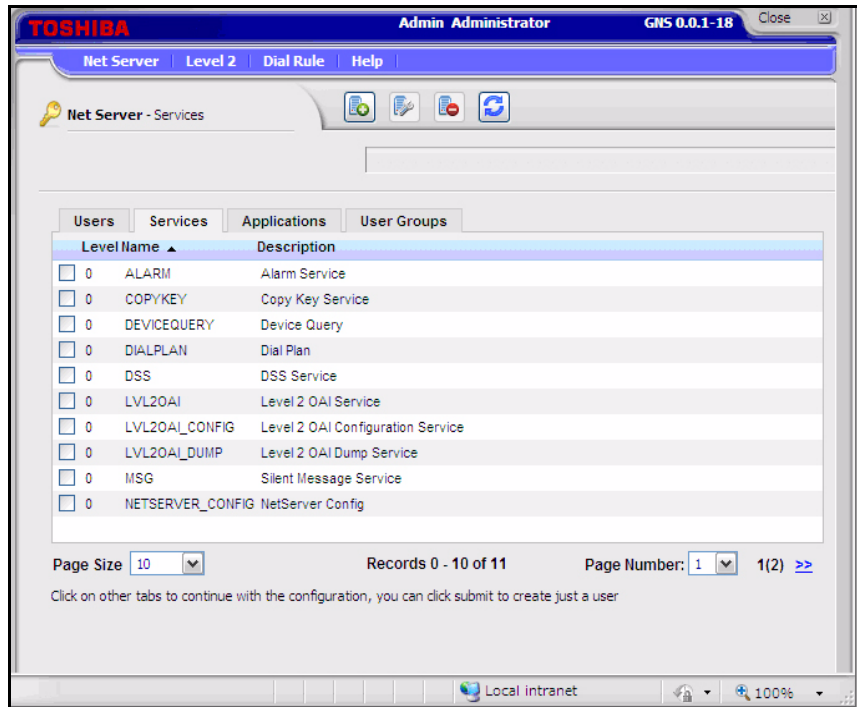 TOSHIBA Admin Administrator GNS 0.0.1-18 Close
Net Server Level 2 Dial Rule Help
Net Server - Services
Users Services Applications User Groups
Level Name Description
0 ALARM Alarm Service
0 COPYKEY Copy Key Service
0 DEVICEQUERY Device Query
0 DIALPLAN Dial Plan
0 DSS DSS Service
0 LVL2OAI Level 2 OAI Service
0 LVL2OAI_CONFIG Level 2 OAI Configuration Service
0 LVL2OAI_DUMP Level 2 OAI Dump Service
0 MSG Silent Message Service
0 NETSERVER_CONFIG NetServer Config
Page Size 10 Records 0 - 10 of 11 Page Number: 1 1(2) >>
Click on other tabs to continue with the configuration, you can click submit to create just a user
Local intranet 100%